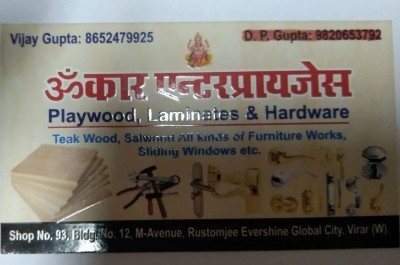 Vijay Gupta: 8652479925 D. P. Gupta: 9820653792
ॐकार एन्टरप्रायजेस
Playwood, Laminates & Hardware
Teak Wood, Salwood All kinds of Furniture Works,
Sliding Windows etc.
Shop No. 93, Bldg. No. 12, M-Avenue, Rustomjee Evershine Global City, Virar (W)